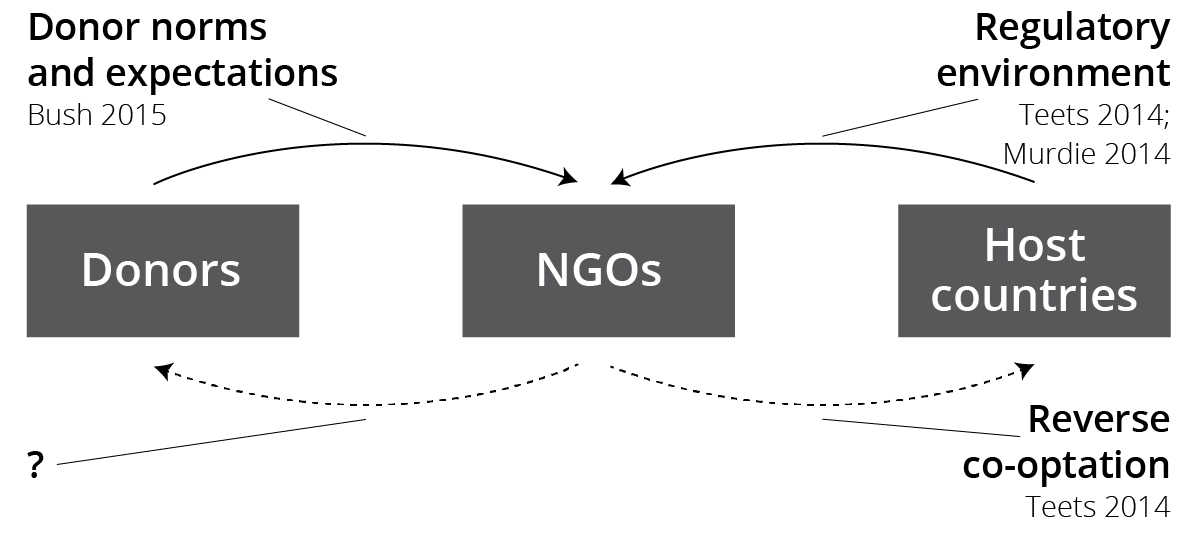 Donor norms
and expectations
Bush 2015
Regulatory
environment
Teets 2014;
Murdie 2014
Donors
NGOs
Host
countries
?
Reverse
co-optation
Teets 2014